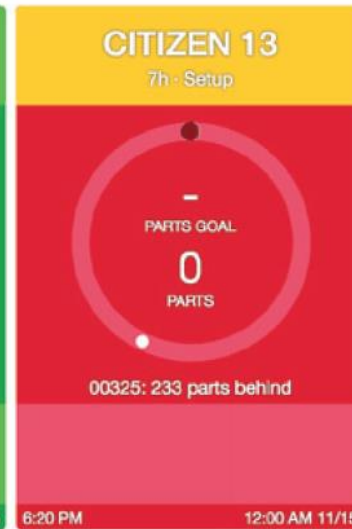 CITIZEN 13
7h - Setup
-
PARTS GOAL
0
PARTS
00325: 233 parts behind
6:20 PM
12:00 AM 11/15